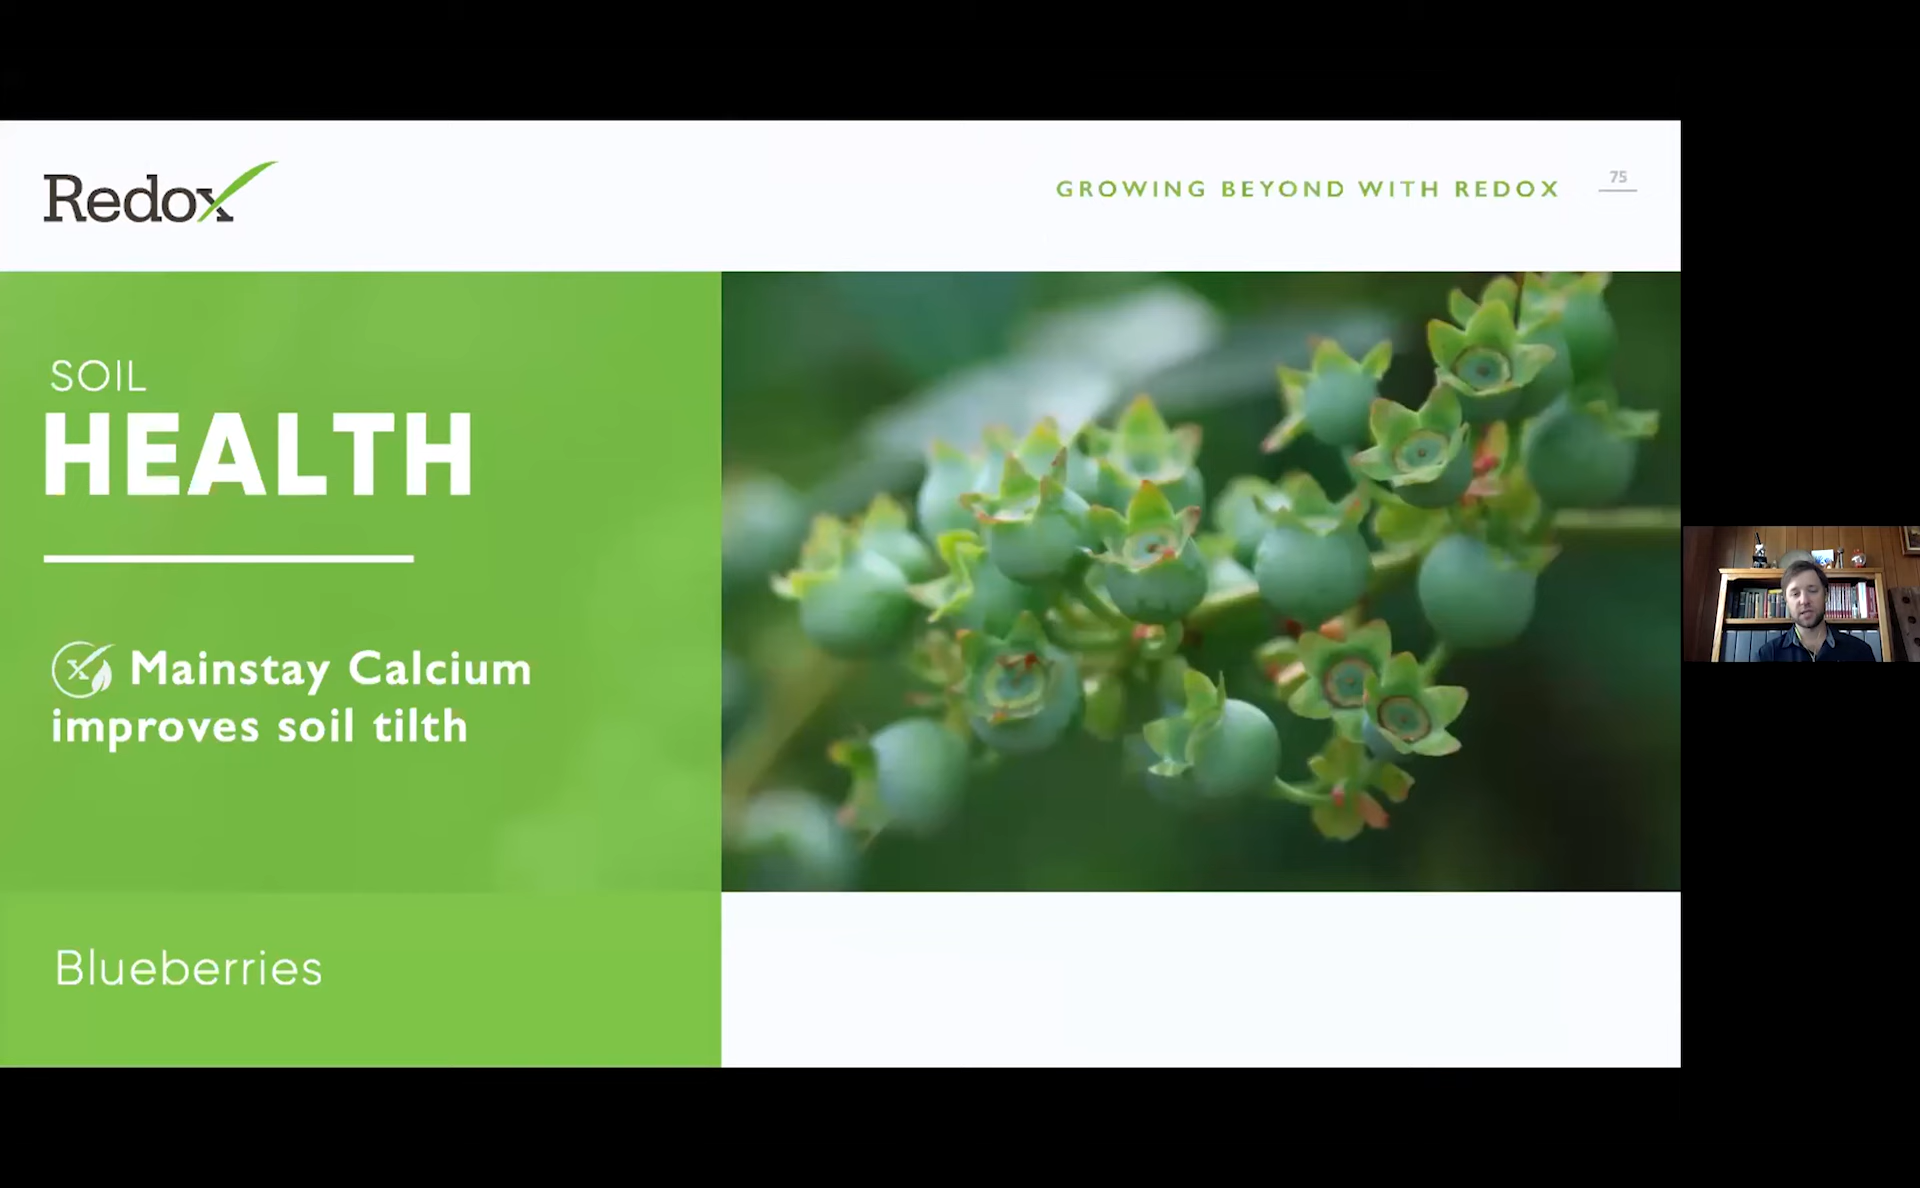 Redox
GROWING BEYOND WITH REDOX
75
SOIL
HEALTH
Mainstay Calcium
improves soil tilth
Blueberries